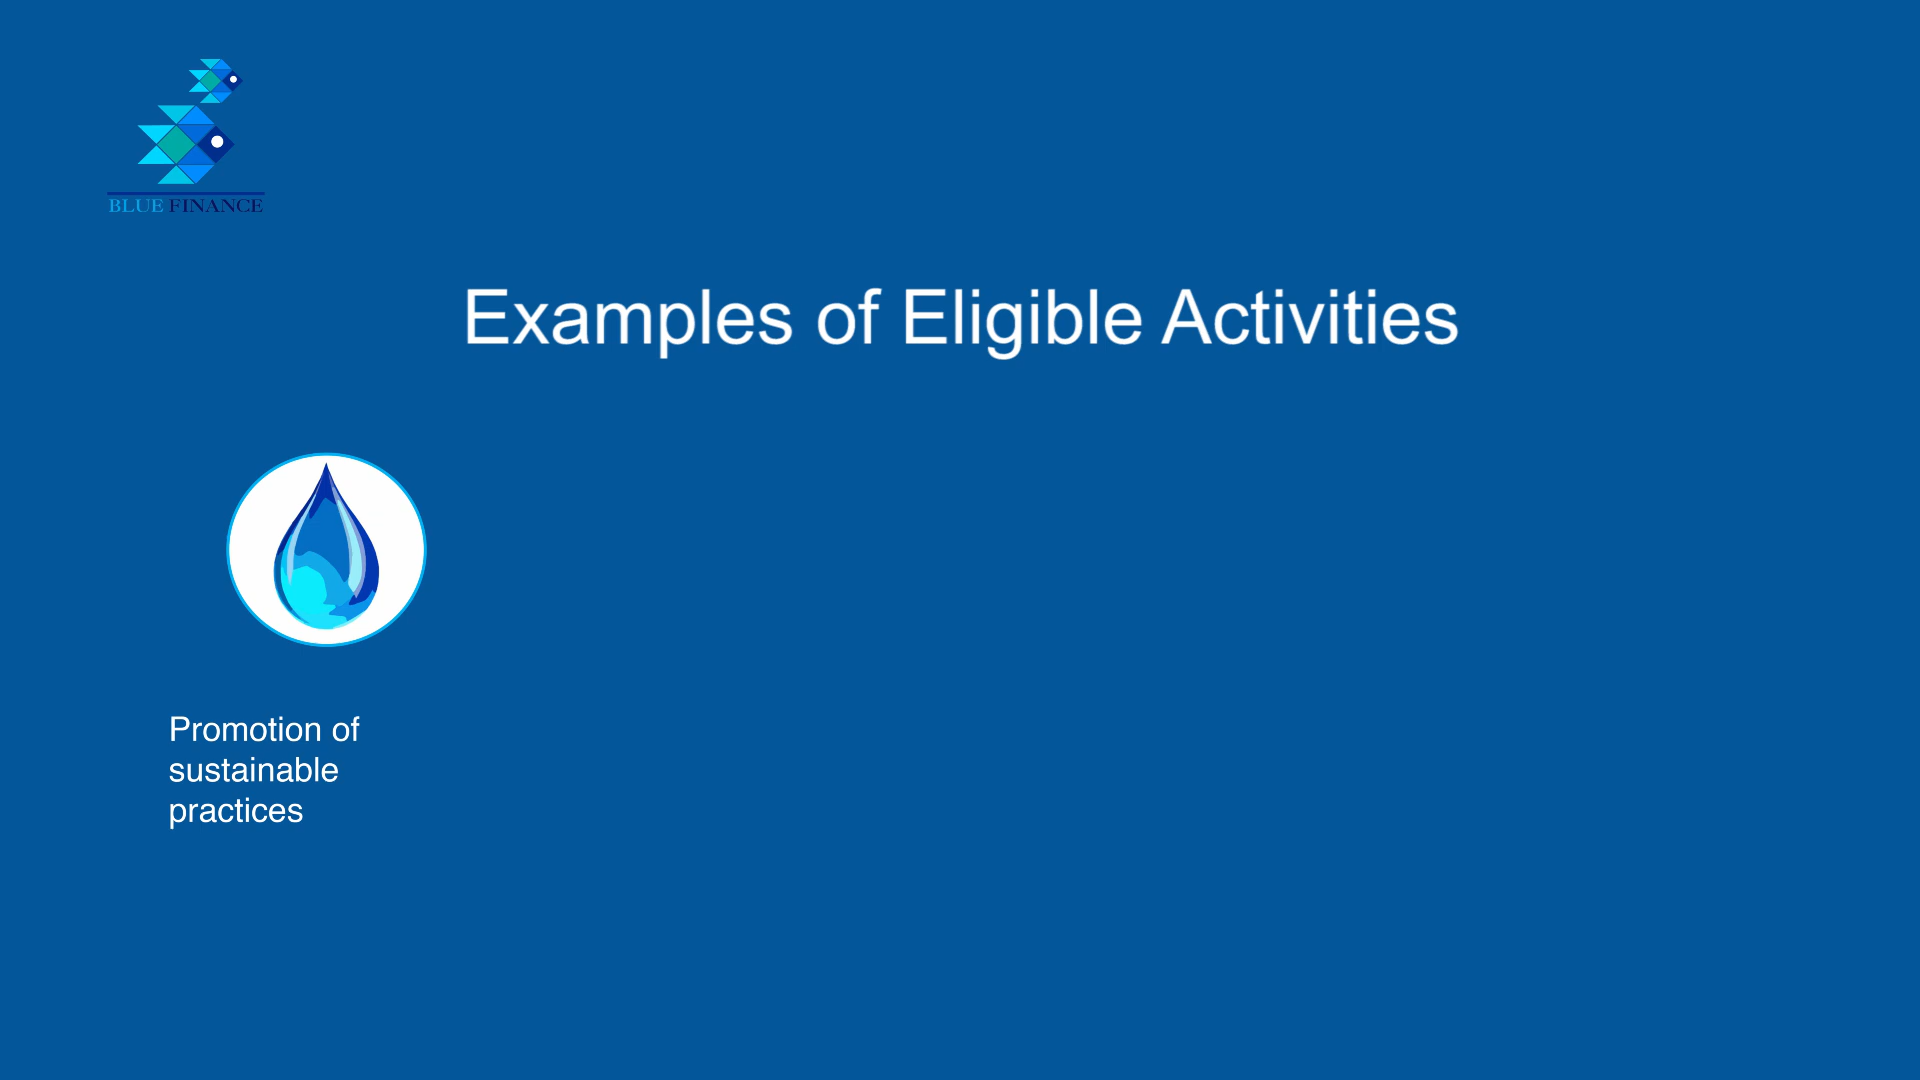 BLUE FINANCE
Examples of Eligible Activities
Promotion of
sustainable
practices